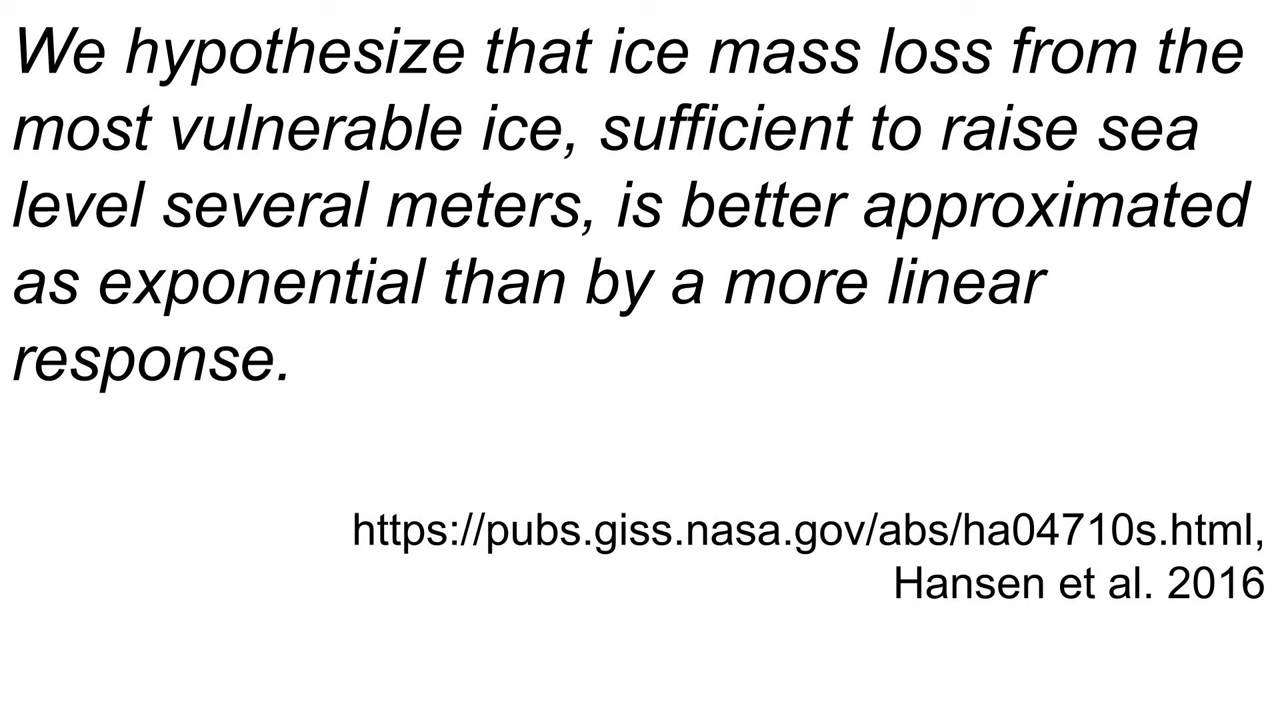 We hypothesize that ice mass loss from the
most vulnerable ice, sufficient to raise sea
level several meters, is better approximated
as exponential than by a more linear
response.
https://pubs.giss.nasa.gov/abs/ha04710s.html,
Hansen et al. 2016